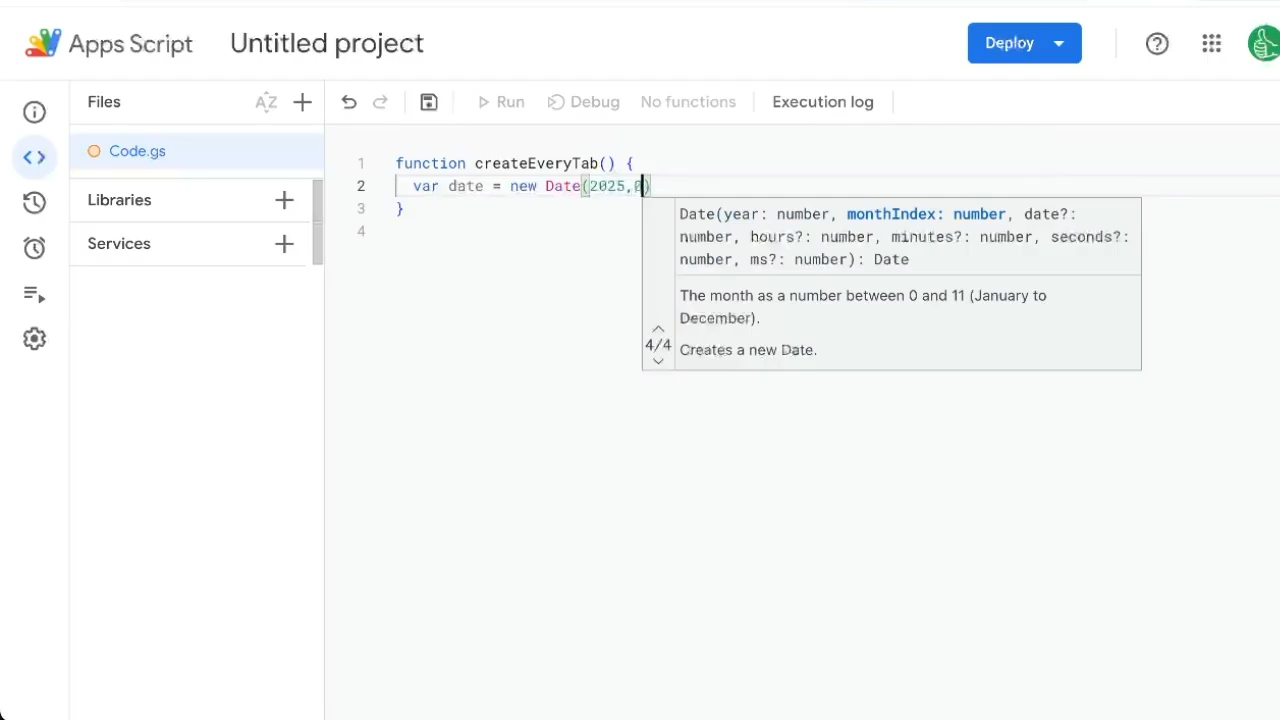 Apps Script
Untitled project
Deploy
Files
AZ
Run
Debug
No functions
Execution log
Code.gs
Libraries
Services
1 function createEveryTab() {
2 var date = new Date(2025,0)
3 }
4
Date(year: number, monthIndex: number, date?:
number, hours?: number, minutes?: number, seconds?:
number, ms?: number): Date
The month as a number between 0 and 11 (January to
December).
4/4
Creates a new Date.